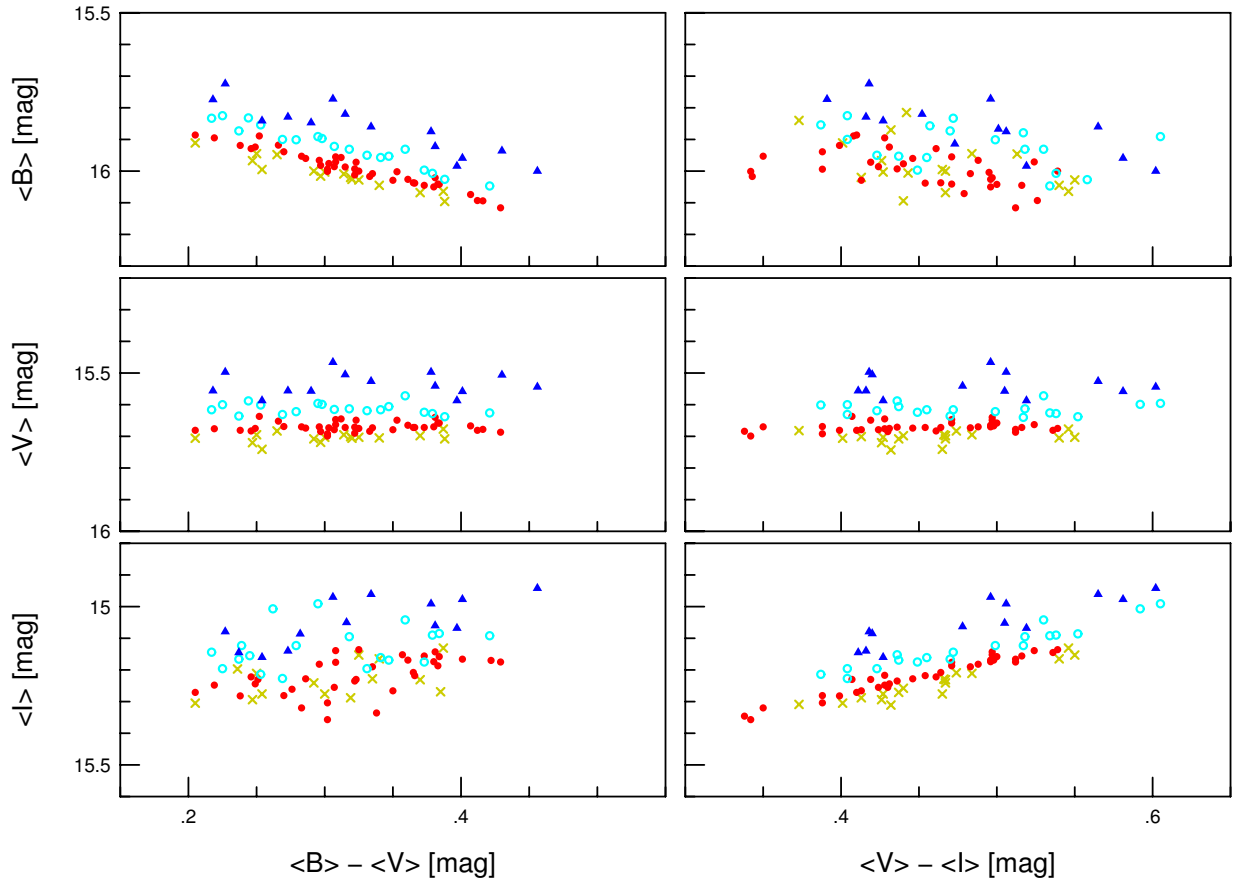 15.5
<B> [mag]
16
15.5
<V> [mag]
16
15
<I> [mag]
15.5
.2 .4 .4 .6
<B> – <V> [mag] <V> – <I> [mag]